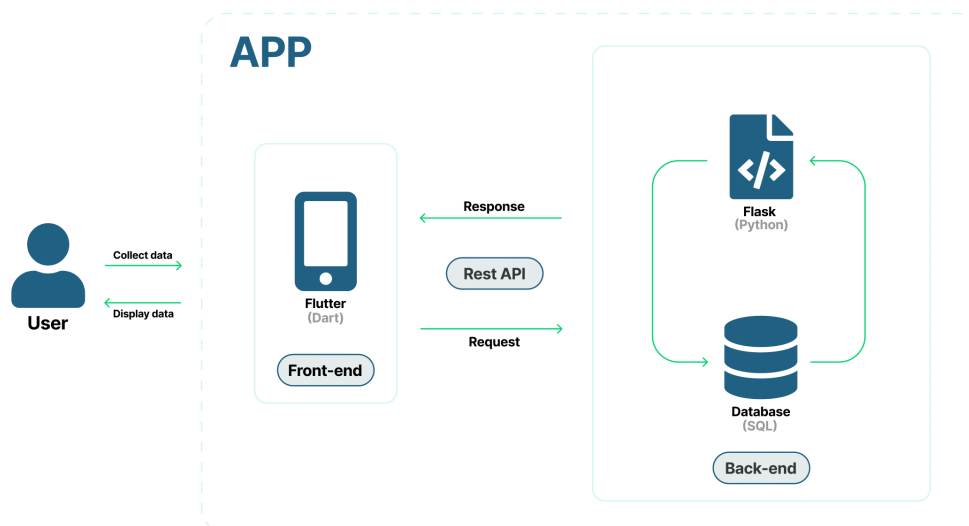 APP
User
Collect data
Display data
Flutter
(Dart)
Front-end
Response
Rest API
Request
Flask
(Python)
Database
(SQL)
Back-end